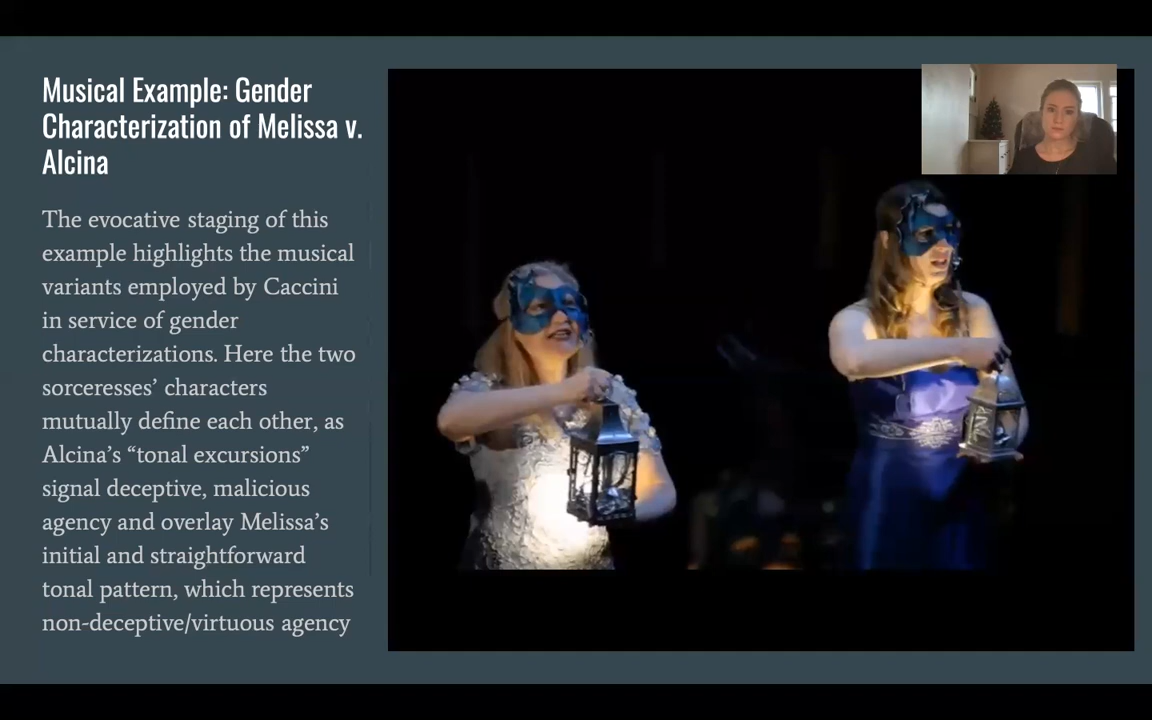 Musical Example: Gender
Characterization of Melissa v.
Alcina
The evocative staging of this
example highlights the musical
variants employed by Caccini
in service of gender
characterizations. Here the two
sorceresses’ characters
mutually define each other, as
Alcina’s “tonal excursions”
signal deceptive, malicious
agency and overlay Melissa’s
initial and straightforward
tonal pattern, which represents
non-deceptive/virtuous agency